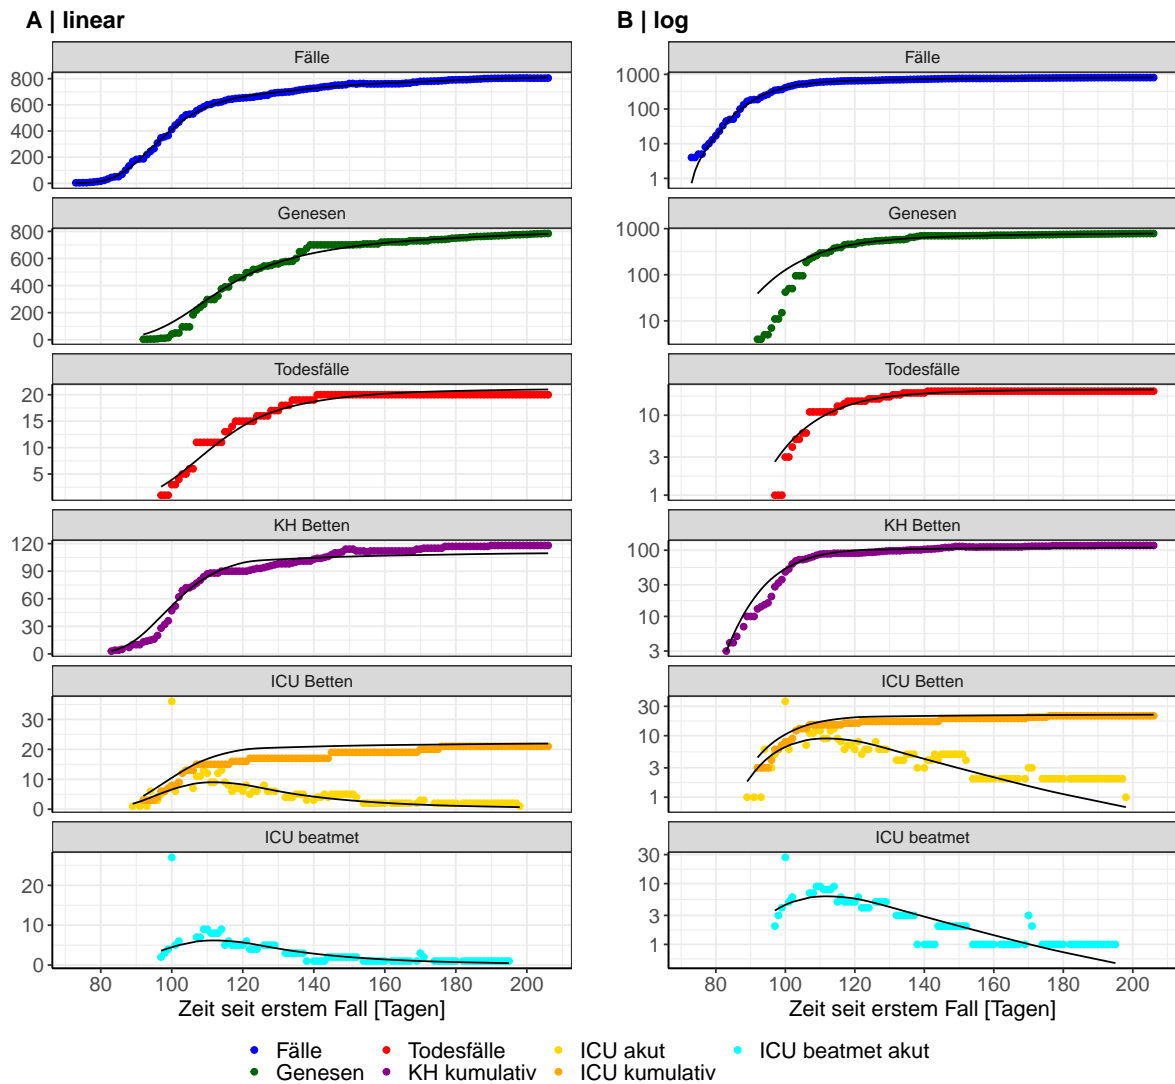 A | linear
B | log
Fälle
800
600
400
200
0
Fälle
1000
100
10
1
Genesen
800
600
400
200
0
Genesen
1000
100
10
Todesfälle
20
15
10
5
Todesfälle
10
3
1
KH Betten
120
90
60
30
0
KH Betten
100
30
10
3
ICU Betten
30
20
10
0
ICU Betten
30
10
3
1
ICU beatmet
20
10
0
ICU beatmet
30
10
3
1
80 100 120 140 160 180 200
80 100 120 140 160 180 200
Zeit seit erstem Fall [Tagen]
Zeit seit erstem Fall [Tagen]
Fälle Todesfälle ICU akut ICU beatmet akut
Genesen KH kumulativ ICU kumulativ